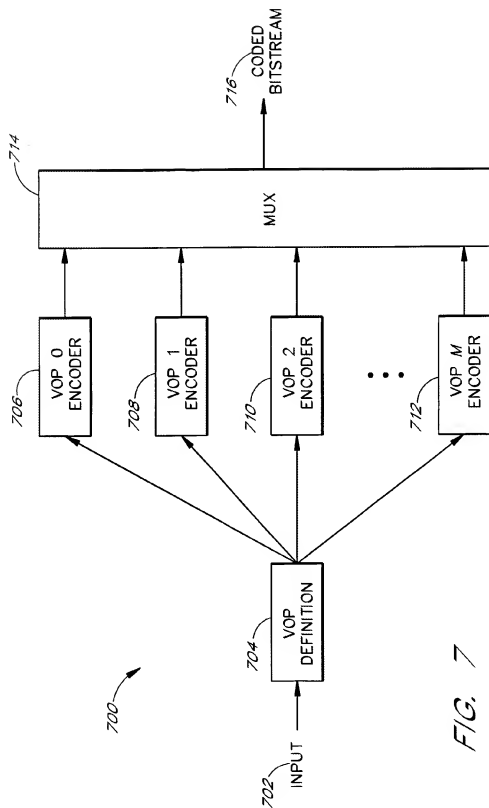 700
702
INPUT
704
VOP
DEFINITION
706
VOP 0
ENCODER
708
VOP 1
ENCODER
710
VOP 2
ENCODER
712
VOP M
ENCODER
714
MUX
716
CODED
BITSTREAM
FIG. 7